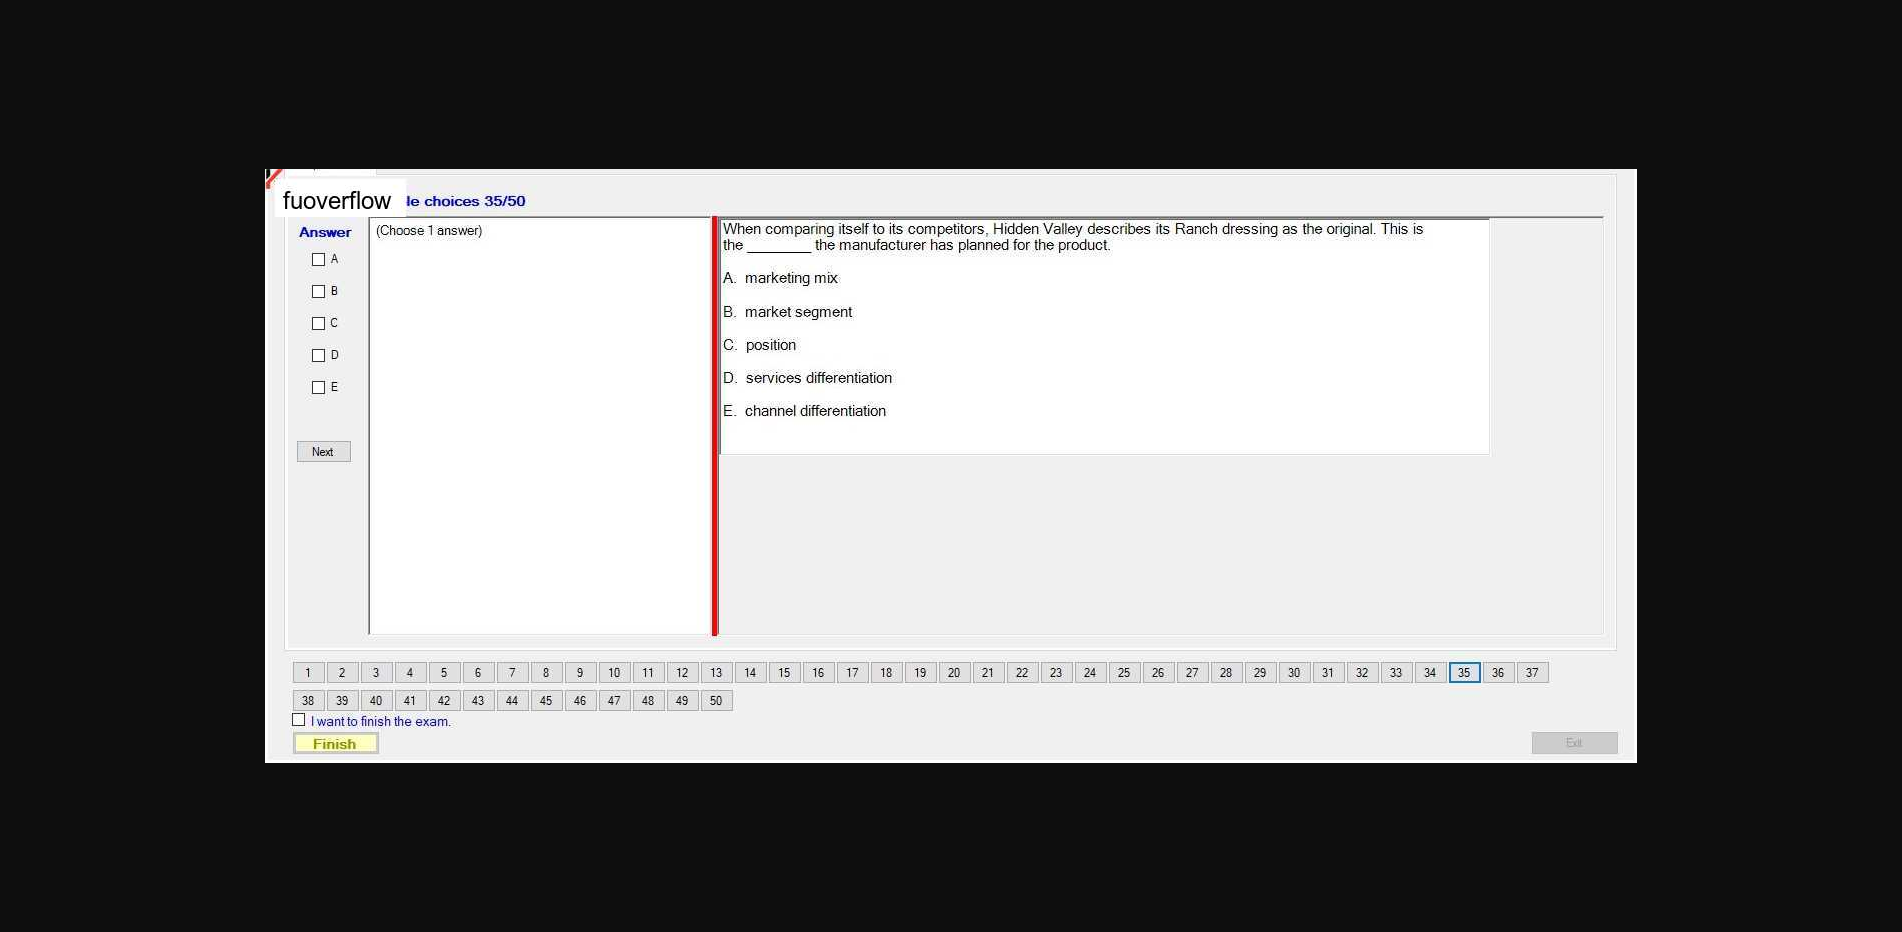 fuoverflow
le choices 35/50
Answer
(Choose 1 answer)
A
B
C
D
E
Next
When comparing itself to its competitors, Hidden Valley describes its Ranch dressing as the original. This is
the ________ the manufacturer has planned for the product.
A. marketing mix
B. market segment
C. position
D. services differentiation
E. channel differentiation
1 2 3 4 5 6 7 8 9 10 11 12 13 14 15 16 17 18 19 20 21 22 23 24 25 26 27 28 29 30 31 32 33 34 35 36 37
38 39 40 41 42 43 44 45 46 47 48 49 50
I want to finish the exam.
Finish
Exit